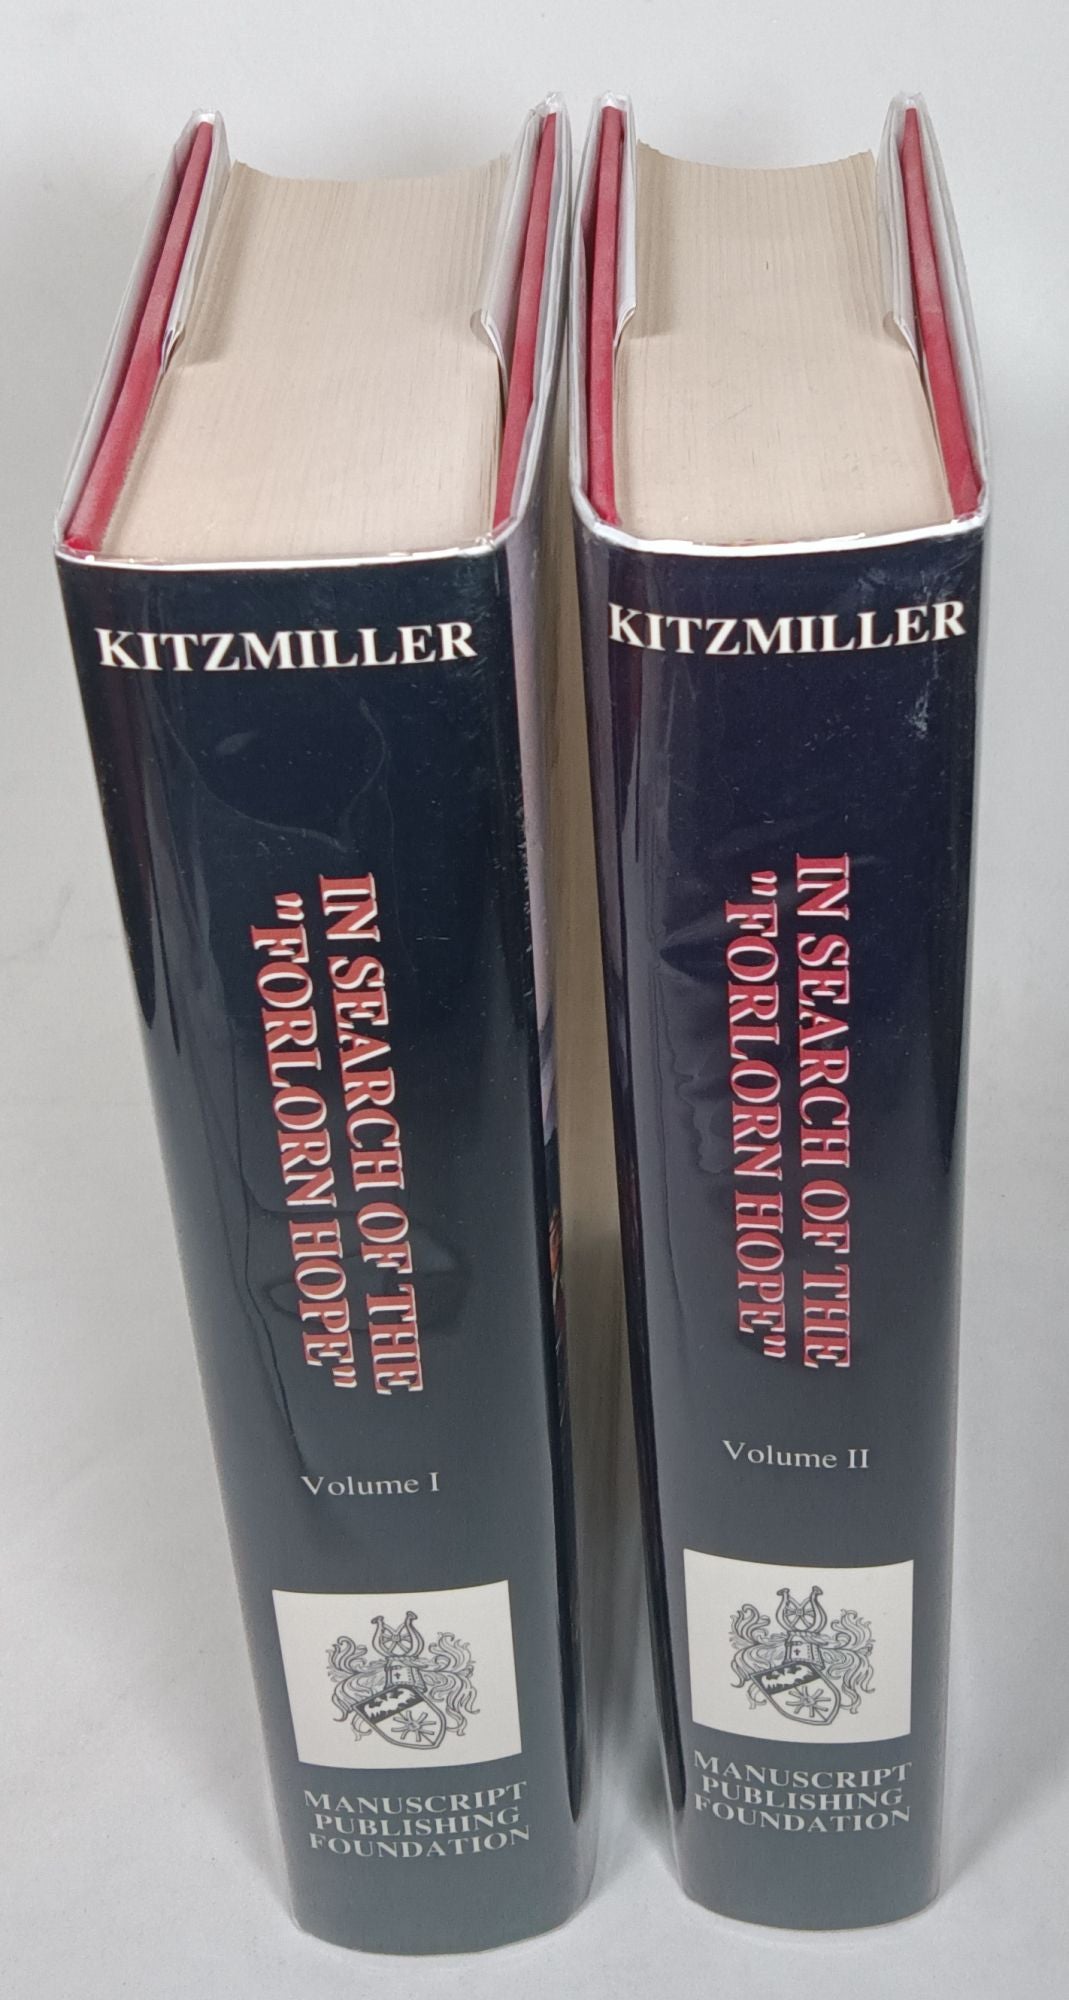 KITZMILLER
IN SEARCH OF THE
"FORLORN HOPE"
Volume I
MANUSCRIPT
PUBLISHING
FOUNDATION
KITZMILLER
IN SEARCH OF THE
"FORLORN HOPE"
Volume II
MANUSCRIPT
PUBLISHING
FOUNDATION